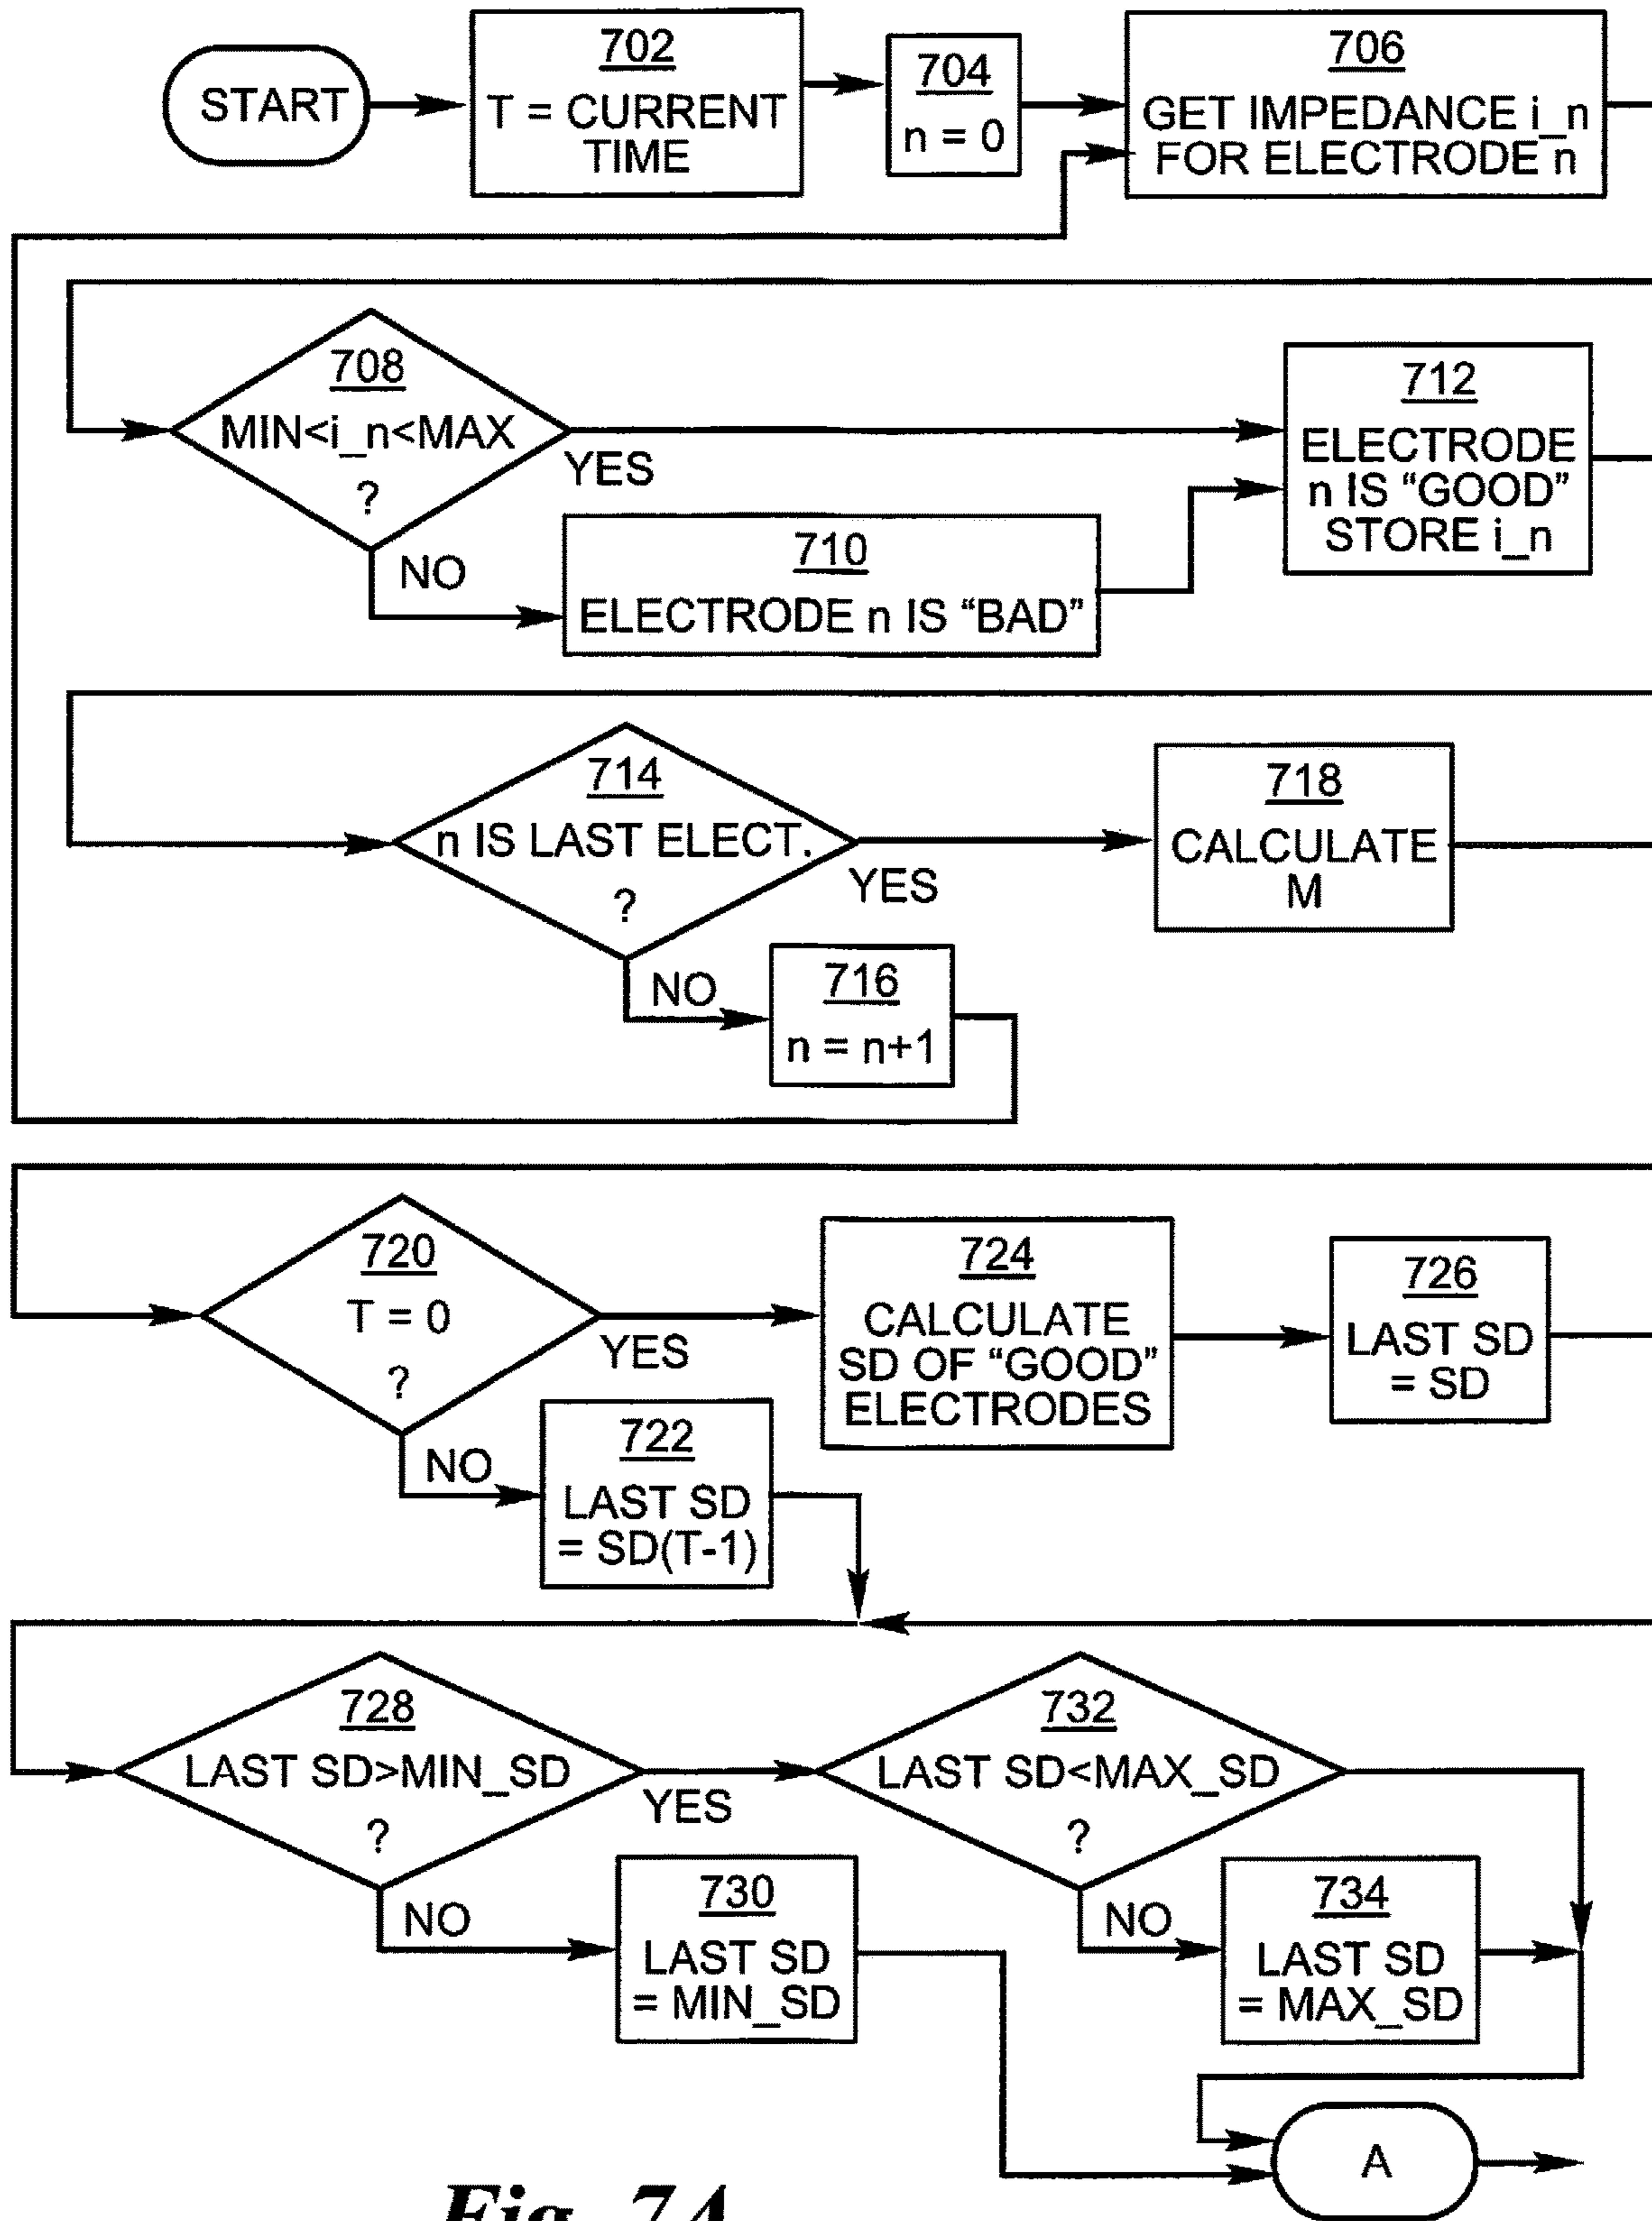 START
702
T = CURRENT
TIME
704
n = 0
706
GET IMPEDANCE i_n
FOR ELECTRODE n
708
MIN<i_n<MAX
?
YES
NO
710
ELECTRODE n IS “BAD”
712
ELECTRODE
n IS “GOOD”
STORE i_n
714
n IS LAST ELECT.
?
YES
NO
716
n = n+1
718
CALCULATE
M
720
T = 0
?
YES
NO
722
LAST SD
= SD(T-1)
724
CALCULATE
SD OF “GOOD”
ELECTRODES
726
LAST SD
= SD
728
LAST SD>MIN_SD
?
YES
NO
730
LAST SD
= MIN_SD
732
LAST SD<MAX_SD
?
NO
734
LAST SD
= MAX_SD
A
Fig. 7A